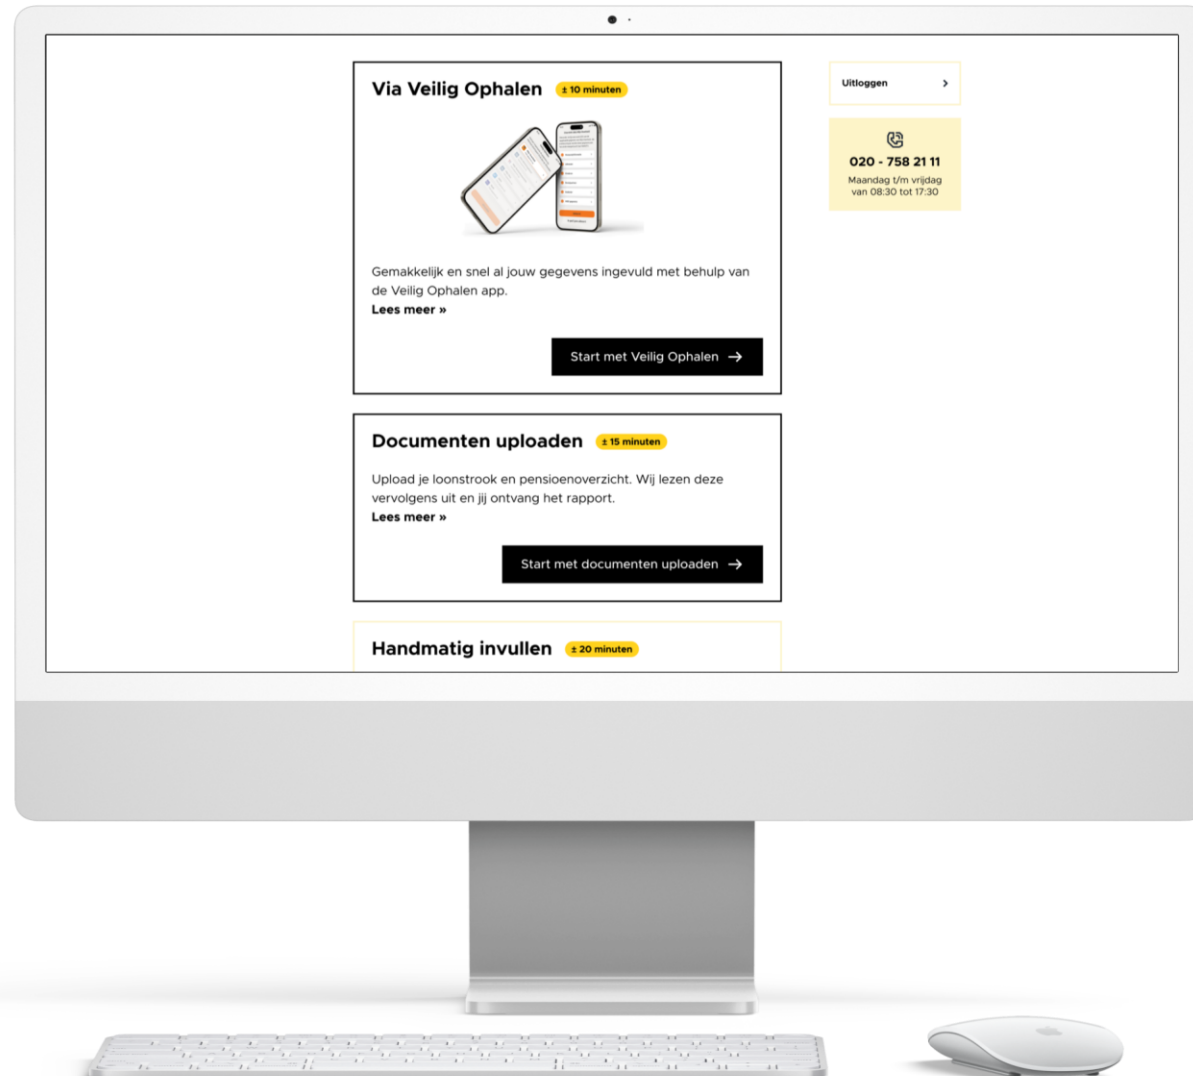 Via Veilig Ophalen
± 10 minuten
Gemakkelijk en snel al jouw gegevens ingevuld met behulp van
de Veilig Ophalen app.
Lees meer »
Start met Veilig Ophalen →
Documenten uploaden
± 15 minuten
Upload je loonstrook en pensioenoverzicht. Wij lezen deze
vervolgens uit en jij ontvang het rapport.
Lees meer »
Start met documenten uploaden →
Handmatig invullen
± 20 minuten
Uitloggen
020 - 758 21 11
Maandag t/m vrijdag
van 08:30 tot 17:30